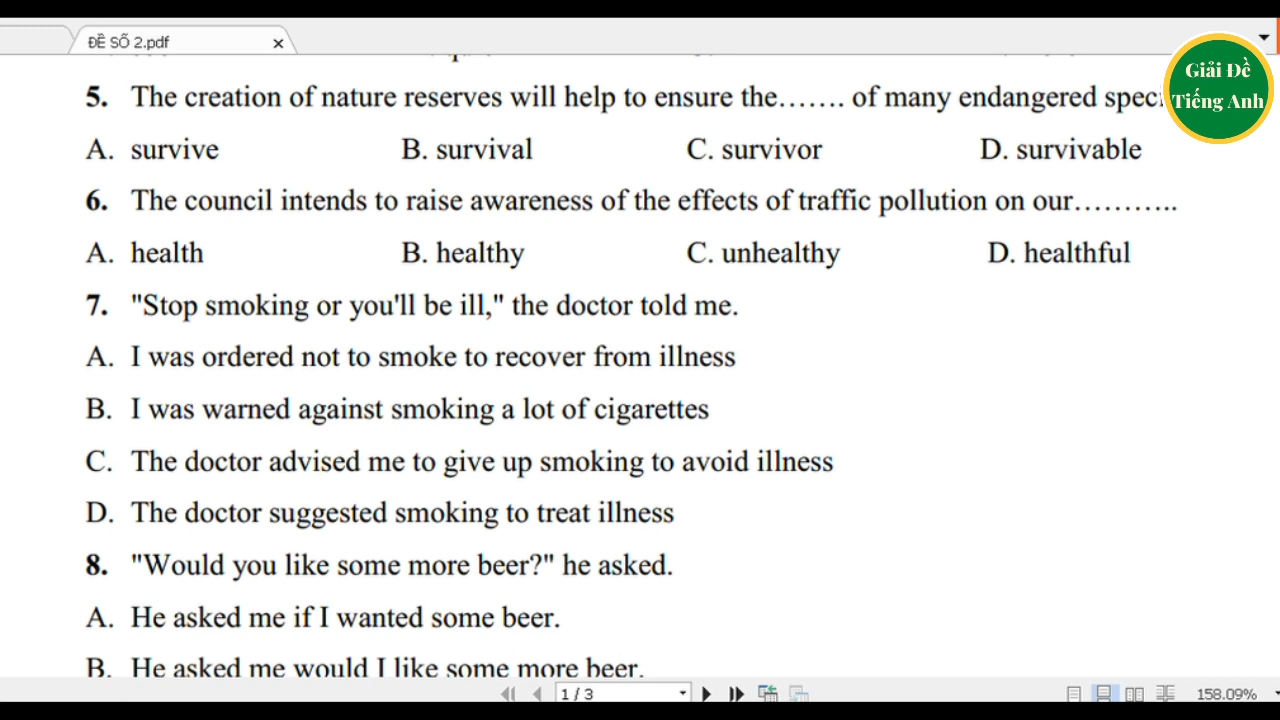 ĐỀ SỐ 2.pdf
Giải Đề
Tiếng Anh
5. The creation of nature reserves will help to ensure the……. of many endangered
A. survive B. survival C. survivor D. survivable
6. The council intends to raise awareness of the effects of traffic pollution on our………..
A. health B. healthy C. unhealthy D. healthful
7. "Stop smoking or you'll be ill," the doctor told me.
A. I was ordered not to smoke to recover from illness
B. I was warned against smoking a lot of cigarettes
C. The doctor advised me to give up smoking to avoid illness
D. The doctor suggested smoking to treat illness
8. "Would you like some more beer?" he asked.
A. He asked me if I wanted some beer.
B. He asked me would I like some more beer.
1 / 3
158.09%